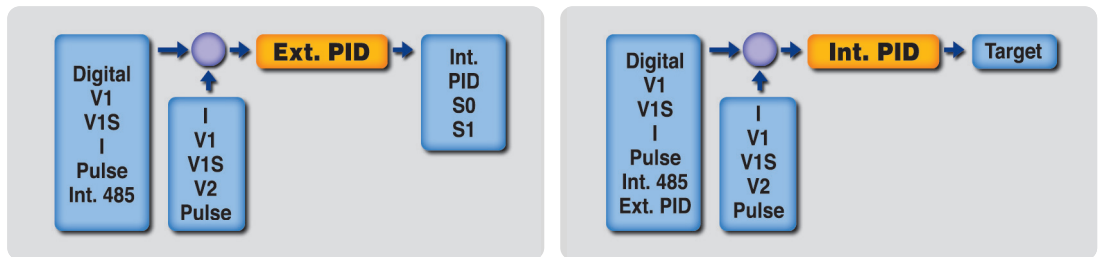 Digital
V1
V1S
I
Pulse
Int. 485
I
V1
V1S
V2
Pulse
Ext. PID
Int.
PID
S0
S1
Digital
V1
V1S
I
Pulse
Int. 485
Ext. PID
I
V1
V1S
V2
Pulse
Int. PID
Target